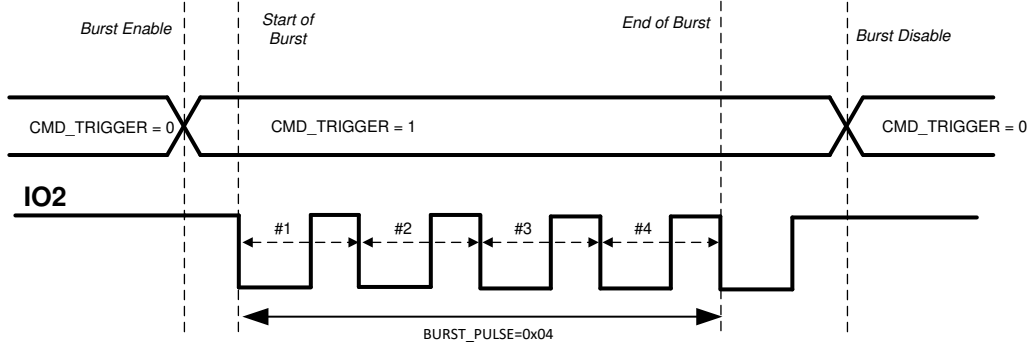 Burst Enable
Start of
Burst
End of Burst
Burst Disable
CMD_TRIGGER = 0
CMD_TRIGGER = 1
CMD_TRIGGER = 0
IO2
#1
#2
#3
#4
BURST_PULSE=0x04